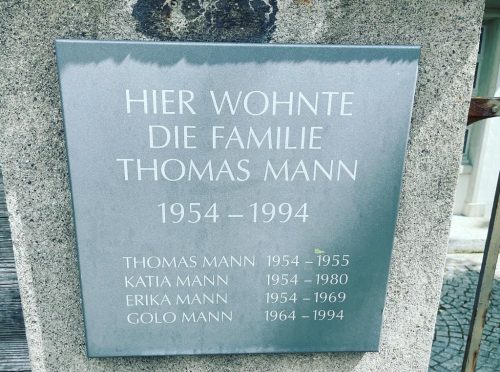 HIER WOHNTE
DIE FAMILIE
THOMAS MANN
1954 – 1994
THOMAS MANN 1954 – 1955
KATIA MANN 1954 – 1980
ERIKA MANN 1954 – 1969
GOLO MANN 1964 – 1994